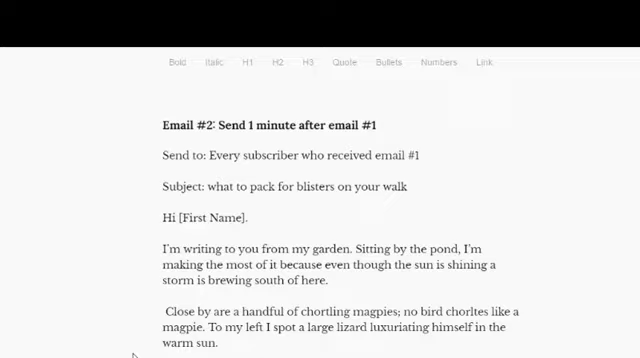 Bold Italic H1 H2 H3 Quote Bullets Numbers Link
Email #2: Send 1 minute after email #1
Send to: Every subscriber who received email #1
Subject: what to pack for blisters on your walk
Hi [First Name].
I'm writing to you from my garden. Sitting by the pond, I'm
making the most of it because even though the sun is shining a
storm is brewing south of here.
Close by are a handful of chortling magpies; no bird chorltes like a
magpie. To my left I spot a large lizard luxuriating himself in the
warm sun.